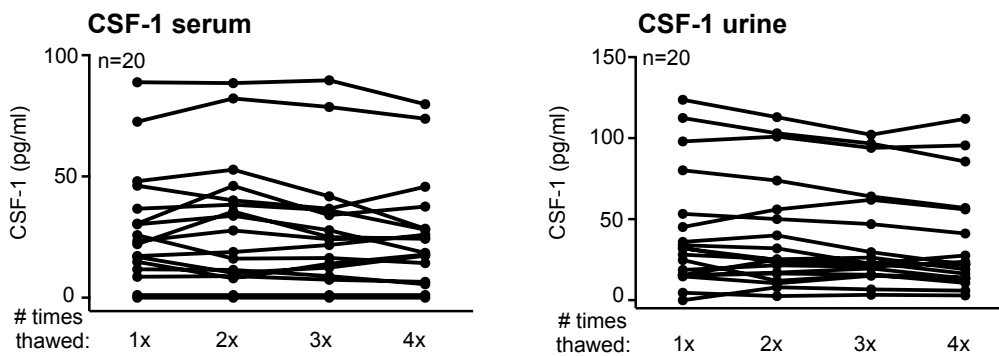 CSF-1 serum
100
n=20
50
0
CSF-1 (pg/ml)
# times
thawed: 1x 2x 3x 4x
CSF-1 urine
150
n=20
100
50
0
CSF-1 (pg/ml)
# times
thawed: 1x 2x 3x 4x